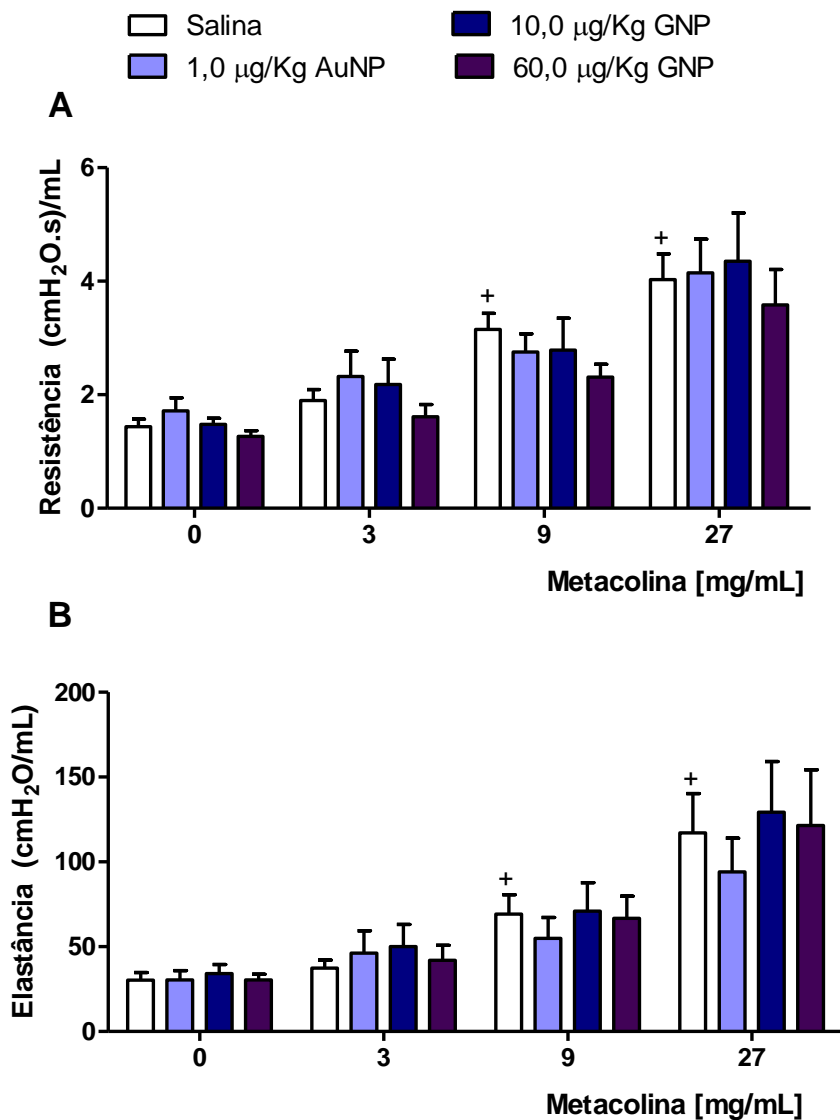 Salina
10,0 μg/Kg GNP
1,0 μg/Kg AuNP
60,0 μg/Kg GNP
A
Resistência (cmH₂O.s)/mL
6
4
2
0
+
+
0 3 9 27
Metacolina [mg/mL]
B
Elastância (cmH₂O/mL)
200
150
100
50
0
+
+
0 3 9 27
Metacolina [mg/mL]